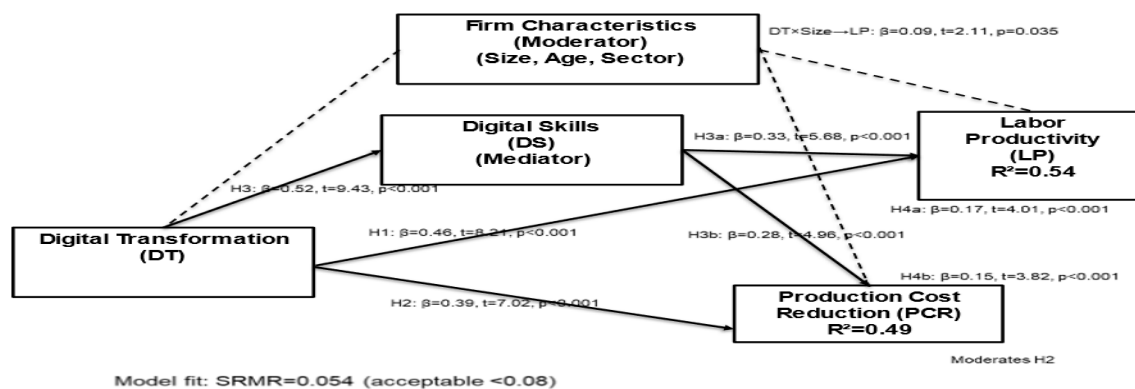 Firm Characteristics
(Moderator)
(Size, Age, Sector)
DT×Size→LP: β=0.09, t=2.11, p=0.035
Digital Skills
(DS)
(Mediator)
H3a: β=0.33, t=5.68, p<0.001
Labor
Productivity
(LP)
R²=0.54
H3: β=0.52, t=9.43, p<0.001
H4a: β=0.17, t=4.01, p<0.001
Digital Transformation
(DT)
H1: β=0.46, t=8.21, p<0.001
H3b: β=0.28, t=4.96, p<0.001
H4b: β=0.15, t=3.82, p<0.001
H2: β=0.39, t=7.02, p<0.001
Production Cost
Reduction (PCR)
R²=0.49
Moderates H2
Model fit: SRMR=0.054 (acceptable <0.08)